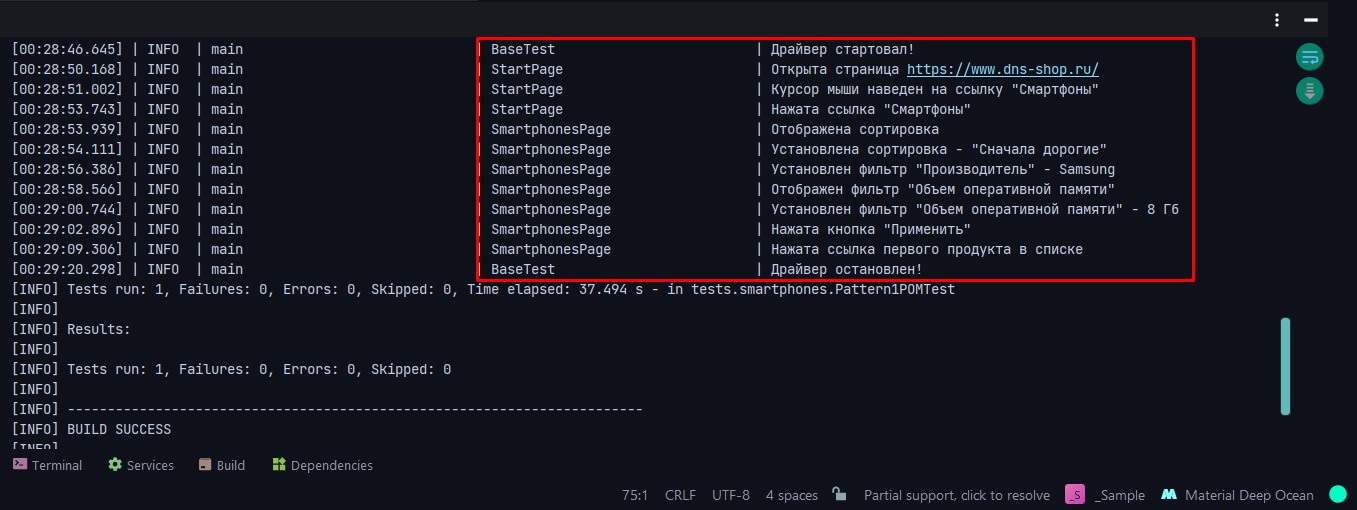 [00:28:46.645] | INFO | main | BaseTest | Драйвер стартовал!
[00:28:50.168] | INFO | main | StartPage | Открыта страница https://www.dns-shop.ru/
[00:28:51.002] | INFO | main | StartPage | Курсор мыши наведен на ссылку "Смартфоны"
[00:28:53.743] | INFO | main | StartPage | Нажата ссылка "Смартфоны"
[00:28:53.939] | INFO | main | SmartphonesPage | Отображена сортировка
[00:28:54.111] | INFO | main | SmartphonesPage | Установлена сортировка - "Сначала дорогие"
[00:28:56.386] | INFO | main | SmartphonesPage | Установлен фильтр "Производитель" - Samsung
[00:28:58.566] | INFO | main | SmartphonesPage | Отображен фильтр "Объем оперативной памяти"
[00:29:00.744] | INFO | main | SmartphonesPage | Установлен фильтр "Объем оперативной памяти" - 8 Гб
[00:29:02.896] | INFO | main | SmartphonesPage | Нажата кнопка "Применить"
[00:29:09.306] | INFO | main | SmartphonesPage | Нажата ссылка первого продукта в списке
[00:29:20.298] | INFO | main | BaseTest | Драйвер остановлен!
[INFO] Tests run: 1, Failures: 0, Errors: 0, Skipped: 0, Time elapsed: 37.494 s - in tests.smartphones.Pattern1POMTest
[INFO]
[INFO] Results:
[INFO]
[INFO] Tests run: 1, Failures: 0, Errors: 0, Skipped: 0
[INFO]
[INFO] ------------------------------------------------------------------------
[INFO] BUILD SUCCESS
[INFO]
Terminal Services Build Dependencies
75:1 CRLF UTF-8 4 spaces Partial support, click to resolve _S _Sample Material Deep Ocean